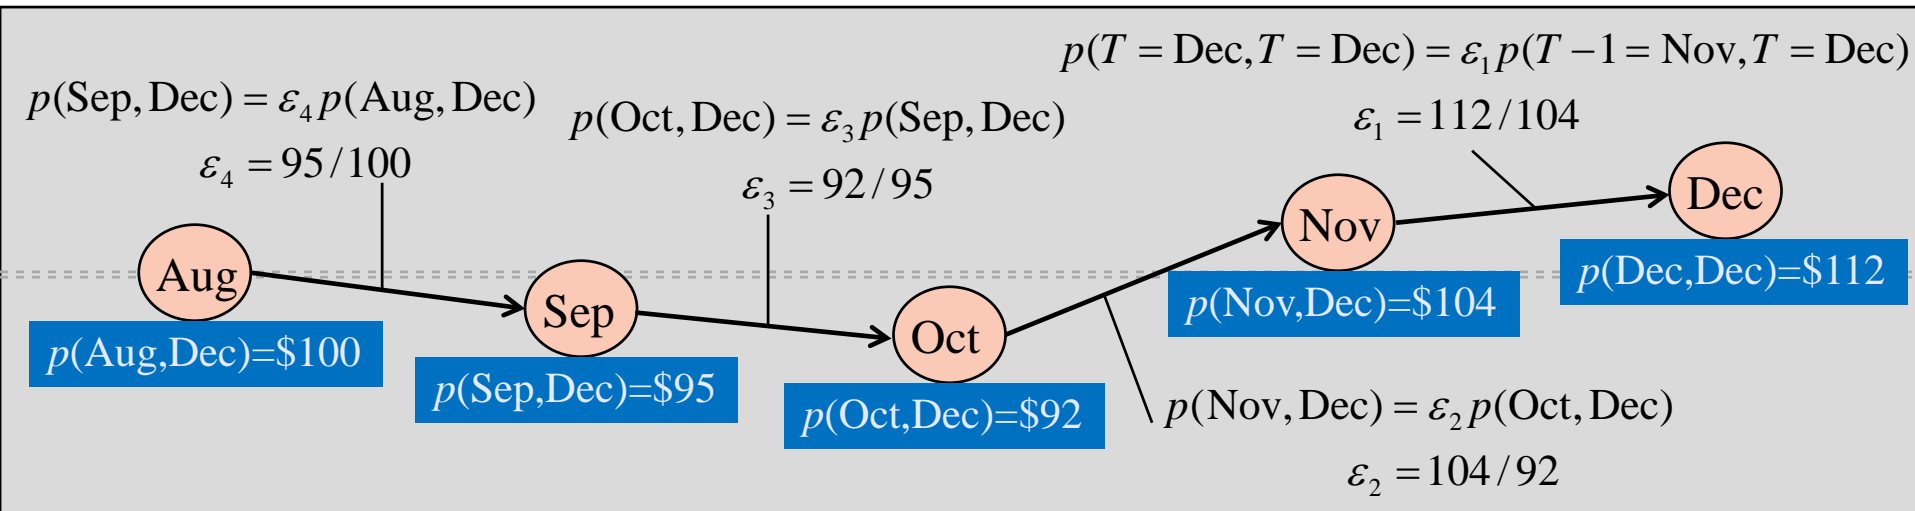 p(T = Dec, T = Dec) = ε₁ p(T − 1 = Nov, T = Dec)
ε₁ = 112 / 104
p(Sep, Dec) = ε₄ p(Aug, Dec)
ε₄ = 95 / 100
p(Oct, Dec) = ε₃ p(Sep, Dec)
ε₃ = 92 / 95
Aug
p(Aug,Dec)=$100
Sep
p(Sep,Dec)=$95
Oct
p(Oct,Dec)=$92
Nov
p(Nov,Dec)=$104
Dec
p(Dec,Dec)=$112
p(Nov, Dec) = ε₂ p(Oct, Dec)
ε₂ = 104 / 92